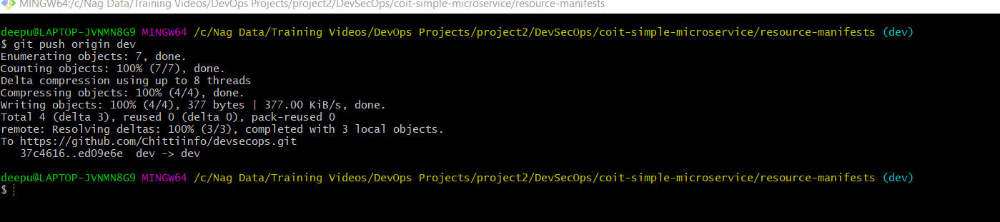 MINGW64:/c/Nag Data/Training Videos/DevOps Projects/project2/DevSecOps/coit-simple-microservice/resource-manifests
deepu@LAPTOP-JVNMN8G9 MINGW64 /c/Nag Data/Training Videos/DevOps Projects/project2/DevSecOps/coit-simple-microservice/resource-manifests (dev)
$ git push origin dev
Enumerating objects: 7, done.
Counting objects: 100% (7/7), done.
Delta compression using up to 8 threads
Compressing objects: 100% (4/4), done.
Writing objects: 100% (4/4), 377 bytes | 377.00 KiB/s, done.
Total 4 (delta 3), reused 0 (delta 0), pack-reused 0
remote: Resolving deltas: 100% (3/3), completed with 3 local objects.
To https://github.com/Chittiinfo/devsecops.git
   37c4616..ed09e6e  dev -> dev
deepu@LAPTOP-JVNMN8G9 MINGW64 /c/Nag Data/Training Videos/DevOps Projects/project2/DevSecOps/coit-simple-microservice/resource-manifests (dev)
$